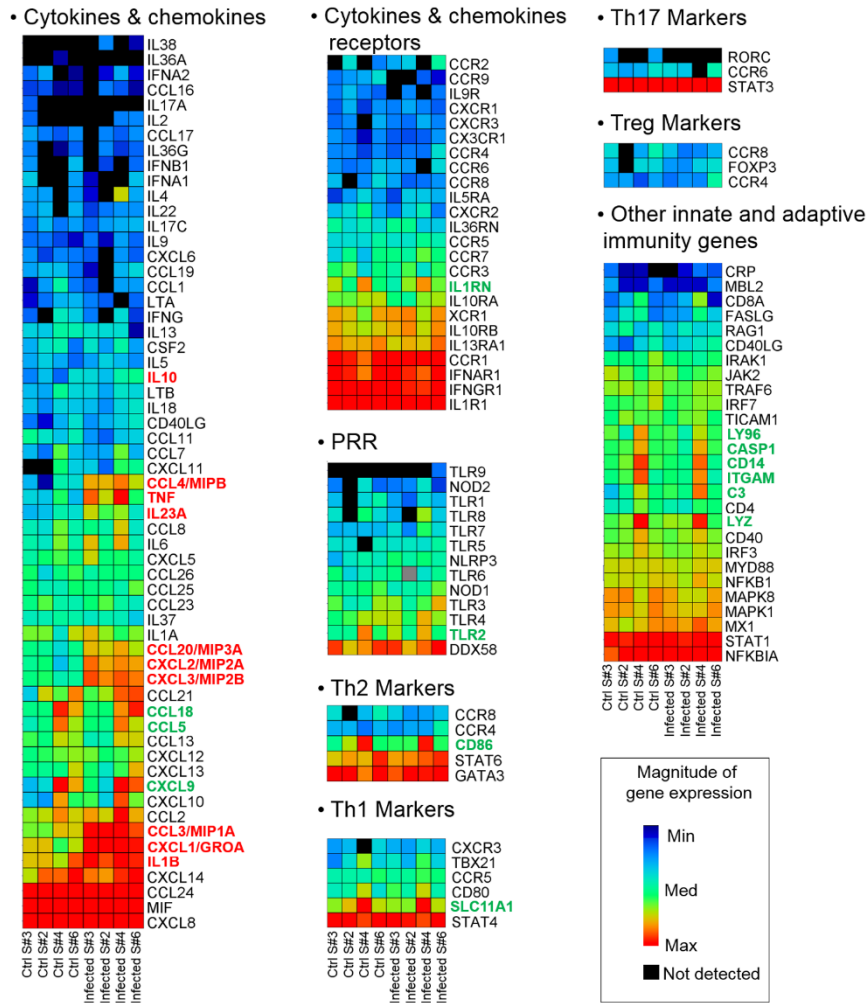 • Cytokines & chemokines
IL38
IL36A
IFNA2
CCL16
IL17A
IL2
CCL17
IL36G
IFNB1
IFNA1
IL4
IL22
IL17C
IL9
CXCL6
CCL19
CCL1
LTA
IFNG
IL13
CSF2
IL5
IL10
LTB
IL18
CD40LG
CCL11
CCL7
CXCL11
CCL4/MIPB
TNF
IL23A
CCL8
IL6
CXCL5
CCL26
CCL25
CCL23
IL37
IL1A
CCL20/MIP3A
CXCL2/MIP2A
CXCL3/MIP2B
CCL21
CCL18
CCL5
CCL13
CXCL12
CXCL13
CXCL9
CXCL10
CCL2
CCL3/MIP1A
CXCL1/GROA
IL1B
CXCL14
CCL24
MIF
CXCL8
Ctrl S#3
Ctrl S#2
Ctrl S#4
Ctrl S#6
Infected S#3
Infected S#2
Infected S#4
Infected S#6
• Cytokines & chemokines
receptors
CCR2
CCR9
IL9R
CXCR1
CXCR3
CX3CR1
CCR4
CCR6
CCR8
IL5RA
CXCR2
IL36RN
CCR5
CCR7
CCR3
IL1RN
IL10RA
XCR1
IL10RB
IL13RA1
CCR1
IFNAR1
IFNGR1
IL1R1
• PRR
TLR9
NOD2
TLR1
TLR8
TLR7
TLR5
NLRP3
TLR6
NOD1
TLR3
TLR4
TLR2
DDX58
• Th2 Markers
CCR8
CCR4
CD86
STAT6
GATA3
• Th1 Markers
CXCR3
TBX21
CCR5
CD80
SLC11A1
STAT4
Ctrl S#3
Ctrl S#2
Ctrl S#4
Ctrl S#6
Infected S#3
Infected S#2
Infected S#4
Infected S#6
• Th17 Markers
RORC
CCR6
STAT3
• Treg Markers
CCR8
FOXP3
CCR4
• Other innate and adaptive
immunity genes
CRP
MBL2
CD8A
FASLG
RAG1
CD40LG
IRAK1
JAK2
TRAF6
IRF7
TICAM1
LY96
CASP1
CD14
ITGAM
C3
CD4
LYZ
CD40
IRF3
MYD88
NFKB1
MAPK8
MAPK1
MX1
STAT1
NFKBIA
Ctrl S#3
Ctrl S#2
Ctrl S#4
Ctrl S#6
Infected S#3
Infected S#2
Infected S#4
Infected S#6
Magnitude of
gene expression
Min
Med
Max
Not detected